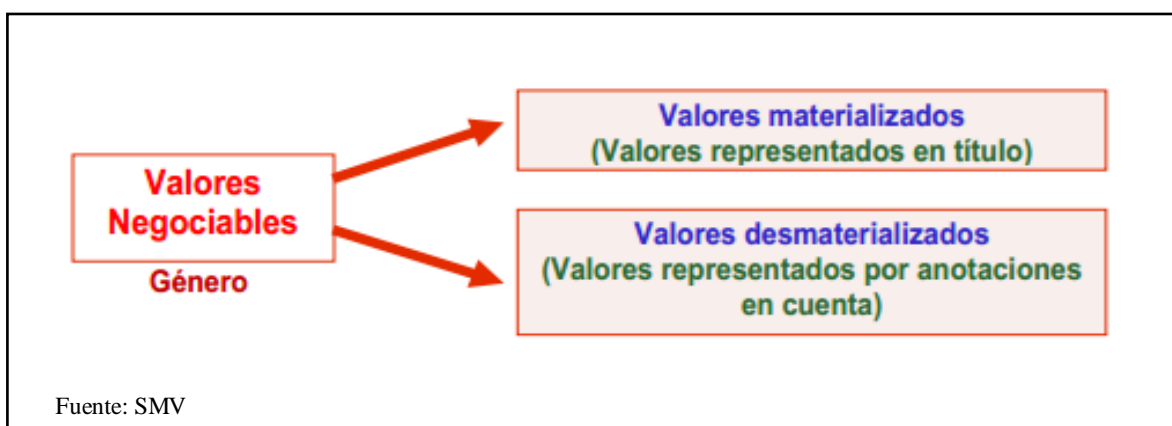 Valores
Negociables
Género
Valores materializados
(Valores representados en título)
Valores desmaterializados
(Valores representados por anotaciones
en cuenta)
Fuente: SMV